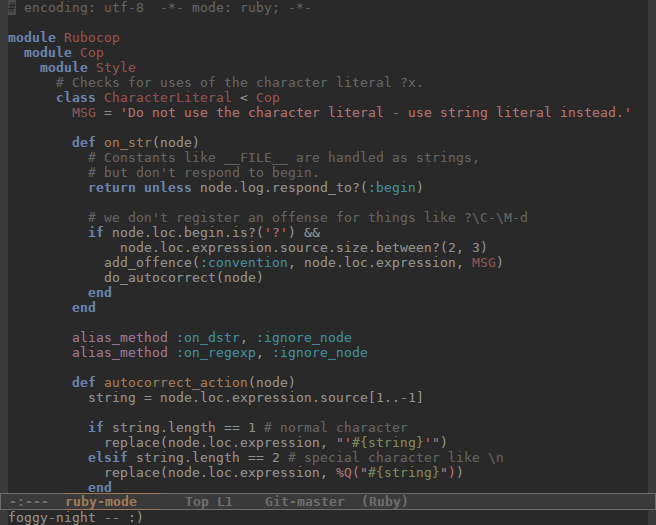 # encoding: utf-8  -*- mode: ruby; -*-

module Rubocop
  module Cop
    module Style
      # Checks for uses of the character literal ?x.
      class CharacterLiteral < Cop
        MSG = 'Do not use the character literal - use string literal instead.'

        def on_str(node)
          # Constants like __FILE__ are handled as strings,
          # but don't respond to begin.
          return unless node.log.respond_to?(:begin)

          # we don't register an offense for things like ?\C-\M-d
          if node.loc.begin.is?('?') &&
              node.loc.expression.source.size.between?(2, 3)
            add_offence(:convention, node.loc.expression, MSG)
            do_autocorrect(node)
          end
        end

        alias_method :on_dstr, :ignore_node
        alias_method :on_regexp, :ignore_node

        def autocorrect_action(node)
          string = node.loc.expression.source[1..-1]

          if string.length == 1 # normal character
            replace(node.loc.expression, "'#{string}'")
          elsif string.length == 2 # special character like \n
            replace(node.loc.expression, %Q("#{string}"))
          end
-:---  ruby-mode      Top L1    Git-master  (Ruby)
foggy-night -- :)